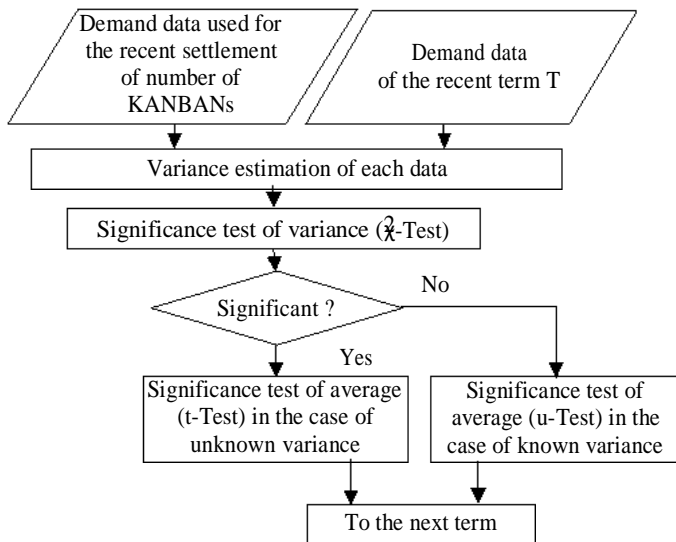 Demand data used for
the recent settlement
of number of
KANBANs
Demand data
of the recent term T
Variance estimation of each data
Significance test of variance (χ2-Test)
Significant ?
No
Yes
Significance test of average
(t-Test) in the case of
unknown variance
Significance test of
average (u-Test) in the
case of known variance
To the next term